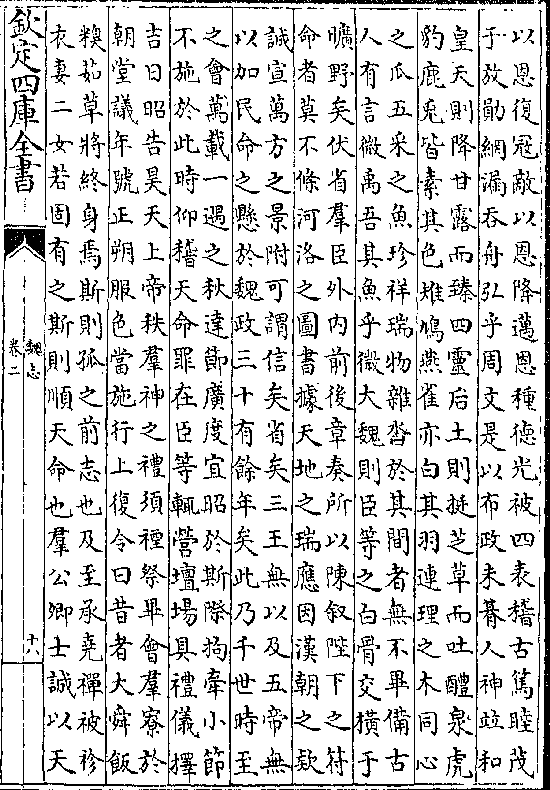 以恩復冦敵以恩降邁恩種徳光被四表稽古篤睦茂
于放勛網漏吞舟弘乎周文是以布政未朞人神竝和
皇天則降甘露而臻四靈后土則挺芝草而吐醴泉虎
豹鹿兎皆素其色雉鳩燕雀亦白其羽連理之木同心
之瓜五采之魚珍祥瑞物雜沓於其間者無不畢備古
人有言微禹吾其魚乎微大魏則臣等之白骨交横于
曠野矣伏省羣臣外内前後章奏所以陳叙陛下之符
命者莫不條河洛之圖書據天地之瑞應因漢朝之欵
誠宣萬方之景附可謂信矣省矣三王無以及五帝無
以加民命之懸於魏政三十有餘年矣此乃千世時至
之會萬載一遇之秋達節廣度宜昭於斯際拘牽小節
不施於此時仰稽天命罪在臣等輒營壇場具禮儀擇
吉日昭告昊天上帝秩羣神之禮須禋祭畢會羣寮於
朝堂議年號正朔服色當施行上復令曰昔者大舜飯
糗茹草將終身焉斯則孤之前志也及至承堯禪被袗
衣妻二女若固有之斯則順天命也羣公卿士誠以天
欽定四庫全書
魏志
卷二
十六